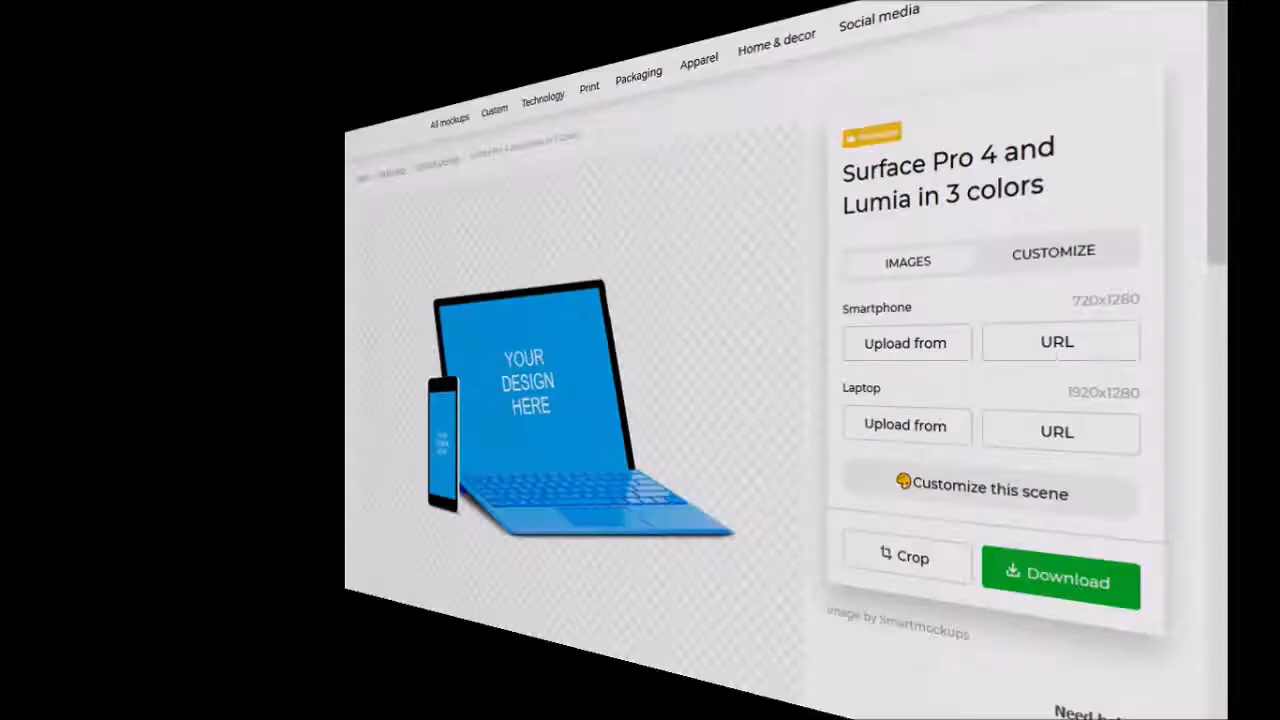 All mockups Custom Technology Print Packaging Apparel Home & decor Social media
Surface Pro 4 and
Lumia in 3 colors
IMAGES CUSTOMIZE
Smartphone 720x1280
Upload from URL
Laptop 1920x1280
Upload from URL
Customize this scene
Crop Download
Image by Smartmockups
YOUR
DESIGN
HERE
Need